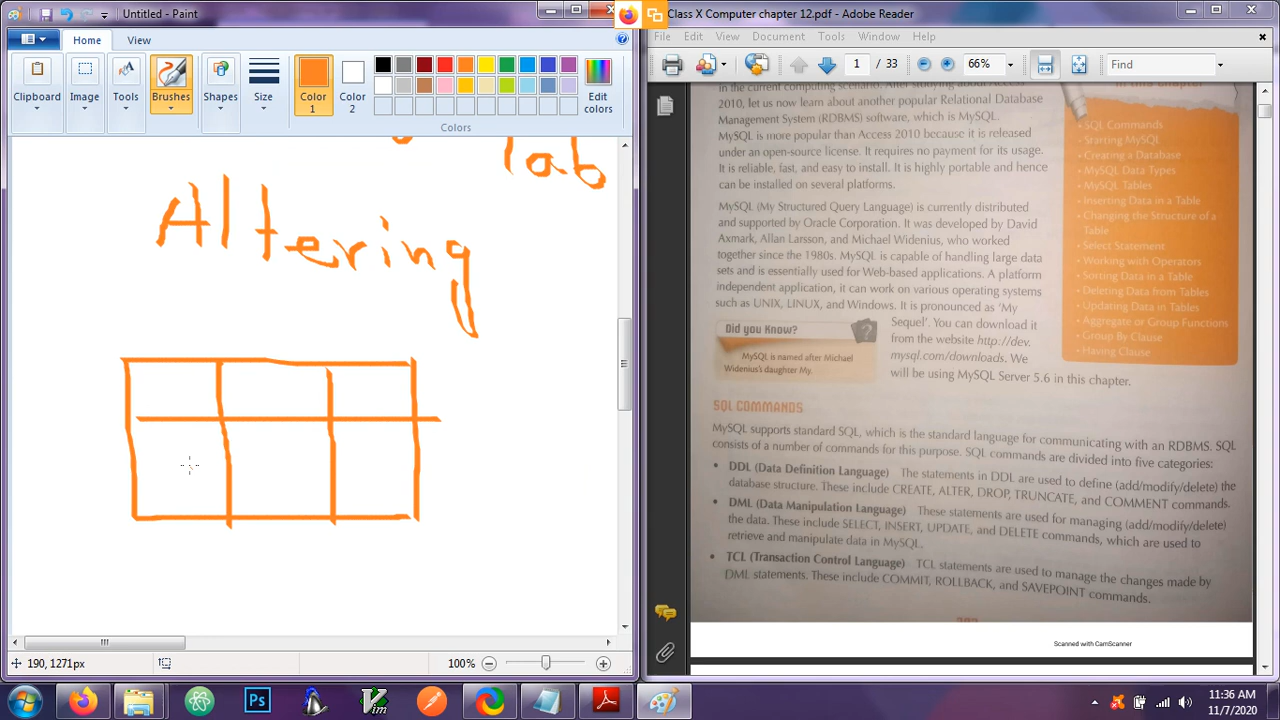 Untitled - Paint
Home
View
Clipboard
Image
Tools
Brushes
Shapes
Size
Color 1
Color 2
Edit colors
Colors
lab
Altering
190, 1271px
100%
Class X Computer chapter 12.pdf - Adobe Reader
File Edit View Document Tools Window Help
1 / 33
66%
Find
in the current computing scenario. After studying about Access
2010, let us now learn about another popular Relational Database
Management System (RDBMS) software, which is MySQL.
MySQL is more popular than Access 2010 because it is released
under an open-source license. It requires no payment for its usage.
It is reliable, fast, and easy to install. It is highly portable and hence
can be installed on several platforms.
MySQL (My Structured Query Language) is currently distributed
and supported by Oracle Corporation. It was developed by David
Axmark, Allan Larsson, and Michael Widenius, who worked
together since the 1980s. MySQL is capable of handling large data
sets and is essentially used for Web-based applications. A platform
independent application, it can work on various operating systems
such as UNIX, LINUX, and Windows. It is pronounced as 'My
Sequel'. You can download it
from the website http://dev.
mysql.com/downloads. We
will be using MySQL Server 5.6 in this chapter.
Did you Know?
MySQL is named after Michael
Widenius's daughter My.
in this chapter
• SQL Commands
• Starting MySQL
• Creating a Database
• MySQL Data Types
• MySQL Tables
• Inserting Data in a Table
• Changing the Structure of a
Table
• Select Statement
• Working with Operators
• Sorting Data in a Table
• Deleting Data from Tables
• Updating Data in Tables
• Aggregate or Group Functions
• Group By Clause
• Having Clause
SQL COMMANDS
MySQL supports standard SQL, which is the standard language for communicating with an RDBMS. SQL
consists of a number of commands for this purpose. SQL commands are divided into five categories:
• DDL (Data Definition Language) The statements in DDL are used to define (add/modify/delete) the
database structure. These include CREATE, ALTER, DROP, TRUNCATE, and COMMENT commands.
• DML (Data Manipulation Language) These statements are used for managing (add/modify/delete)
the data. These include SELECT, INSERT, UPDATE, and DELETE commands, which are used to
retrieve and manipulate data in MySQL.
• TCL (Transaction Control Language) TCL statements are used to manage the changes made by
DML statements. These include COMMIT, ROLLBACK, and SAVEPOINT commands.
Scanned with CamScanner
Ps
11:36 AM
11/7/2020